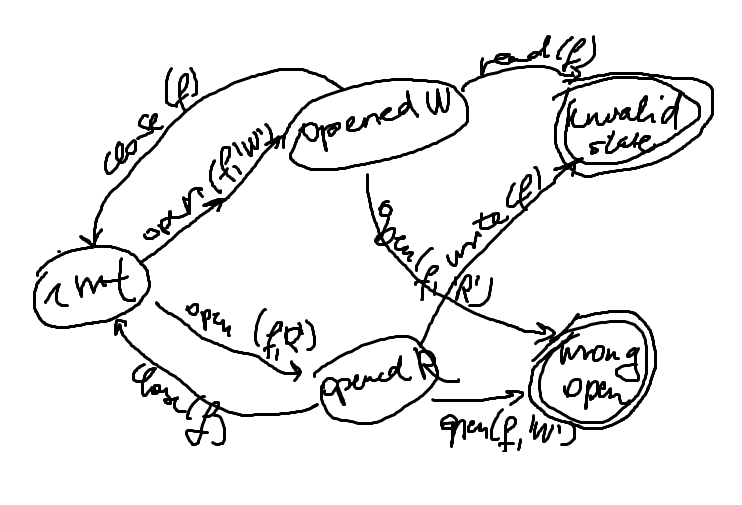 close(f)
read(f)
opened W
invalid
state
open(f,'W')
open(f,'R')
write(f)
init
open (f,'R')
opened R
wrong
open
close(f)
open(f,'W')